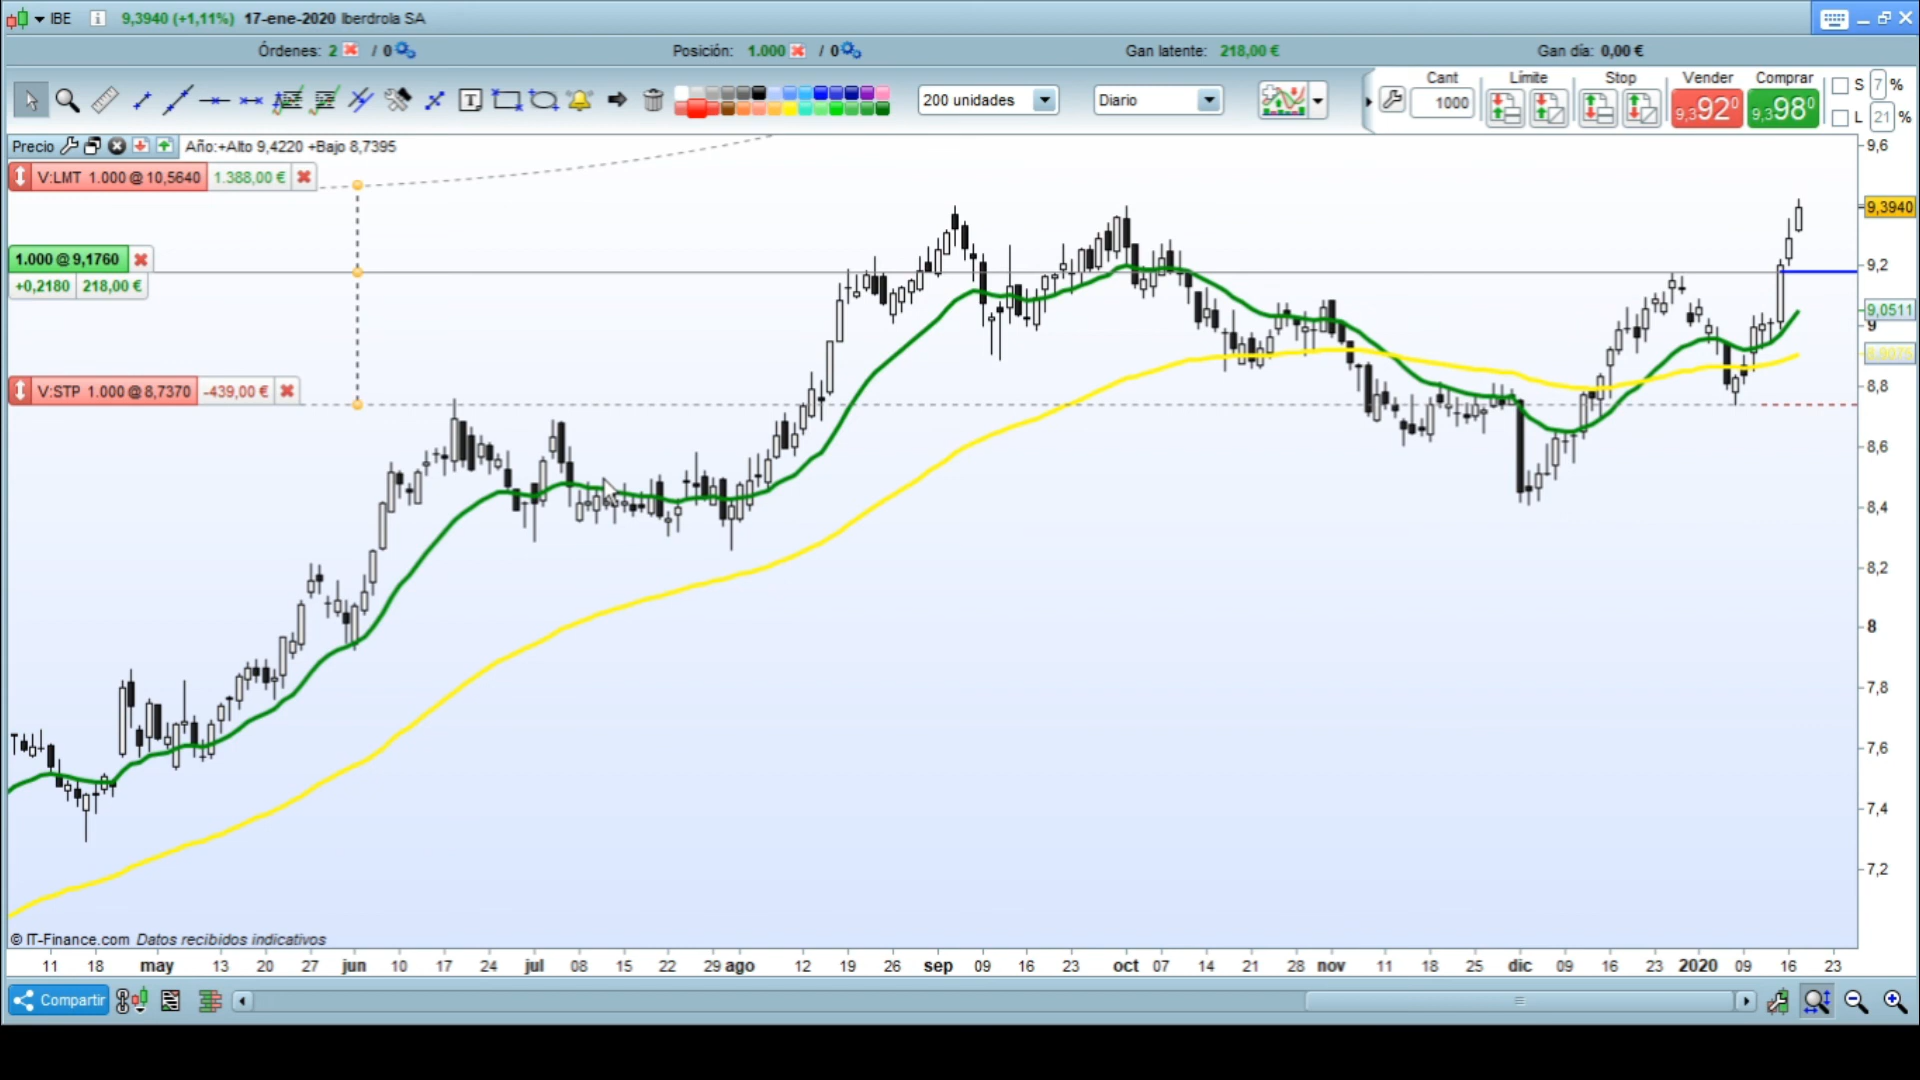 IBE 9,3940 (+1,11%) 17-ene-2020 Iberdrola SA
Órdenes: 2 / 0 Posición: 1.000 / 0 Gan latente: 218,00 € Gan día: 0,00 €
200 unidades Diario
Cant Límite Stop Vender Comprar
1000 9,392⁰ 9,398⁰
S 7 %
L 21 %
Precio Año:+Alto 9,4220 +Bajo 8,7395
V:LMT 1.000 @ 10,5640 1.388,00 €
1.000 @ 9,1760
+0,2180 218,00 €
V:STP 1.000 @ 8,7370 -439,00 €
9,6
9,3940
9,2
9,0511
9
8,8
8,6
8,4
8,2
8
7,8
7,6
7,4
7,2
© IT-Finance.com Datos recibidos indicativos
11 18 may 13 20 27 jun 10 17 24 jul 08 15 22 29 ago 12 19 26 sep 09 16 23 oct 07 14 21 28 nov 11 18 25 dic 09 16 23 2020 09 16 23
Compartir